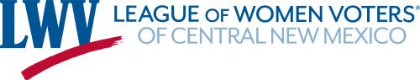 LWV LEAGUE OF WOMEN VOTERS®
OF CENTRAL NEW MEXICO